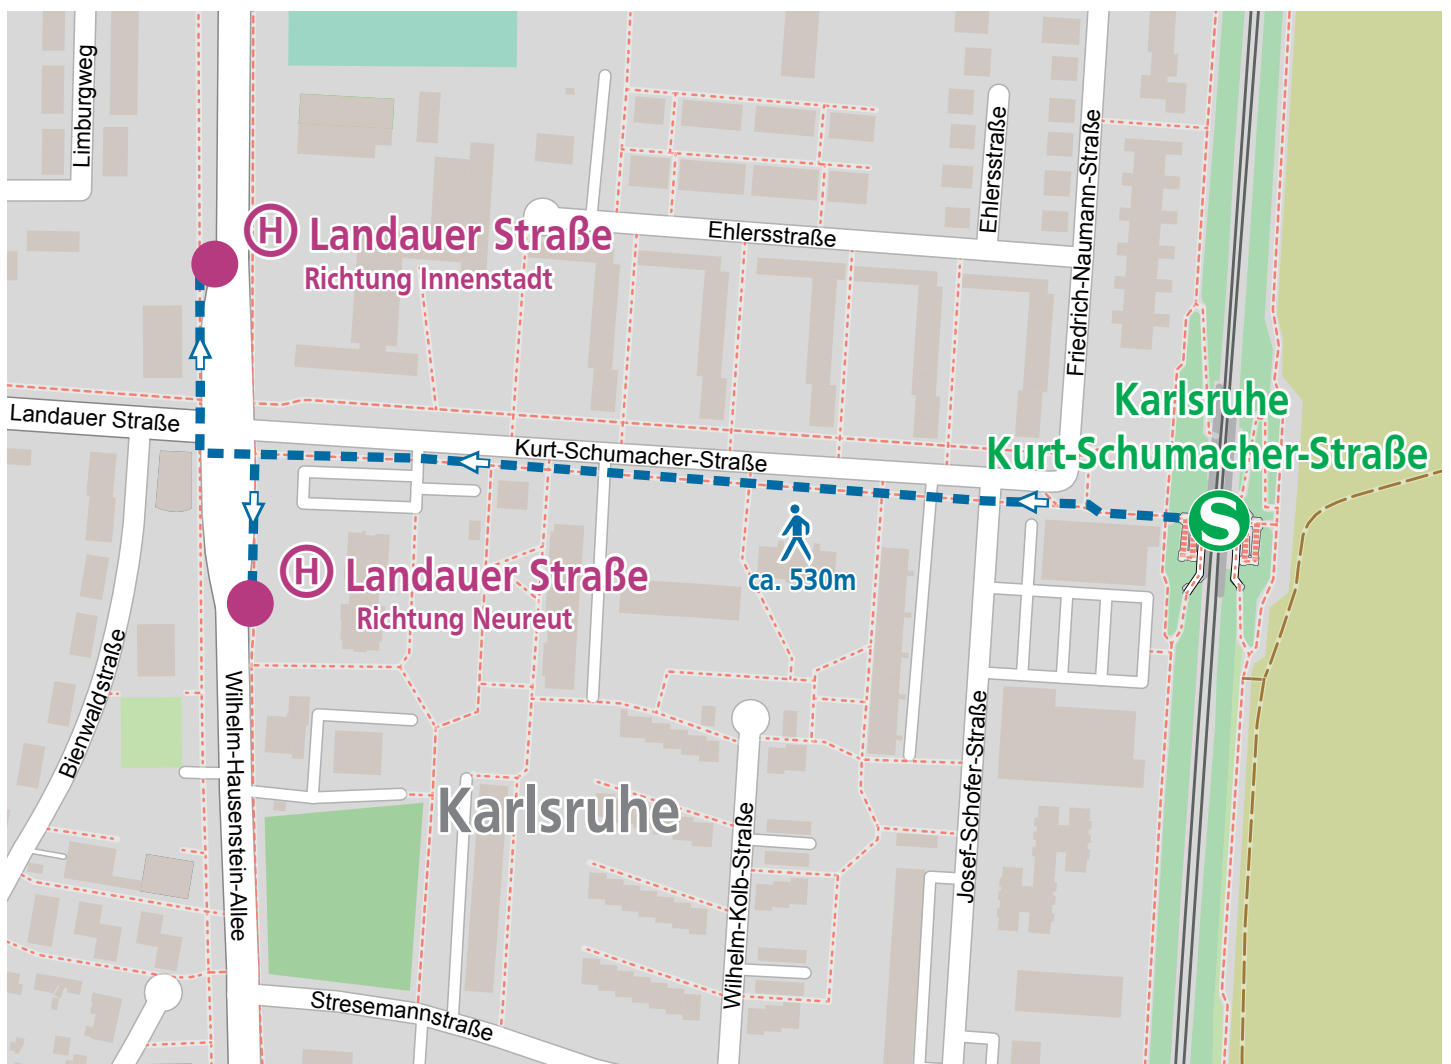 Limburgweg
H Landauer Straße
Richtung Innenstadt
Ehlersstraße
Ehlersstraße
Friedrich-Naumann-Straße
Landauer Straße
Kurt-Schumacher-Straße
Karlsruhe
Kurt-Schumacher-Straße
S
ca. 530m
H Landauer Straße
Richtung Neureut
Bienwaldstraße
Wilhelm-Hausenstein-Allee
Karlsruhe
Wilhelm-Kolb-Straße
Josef-Schofer-Straße
Stresemannstraße